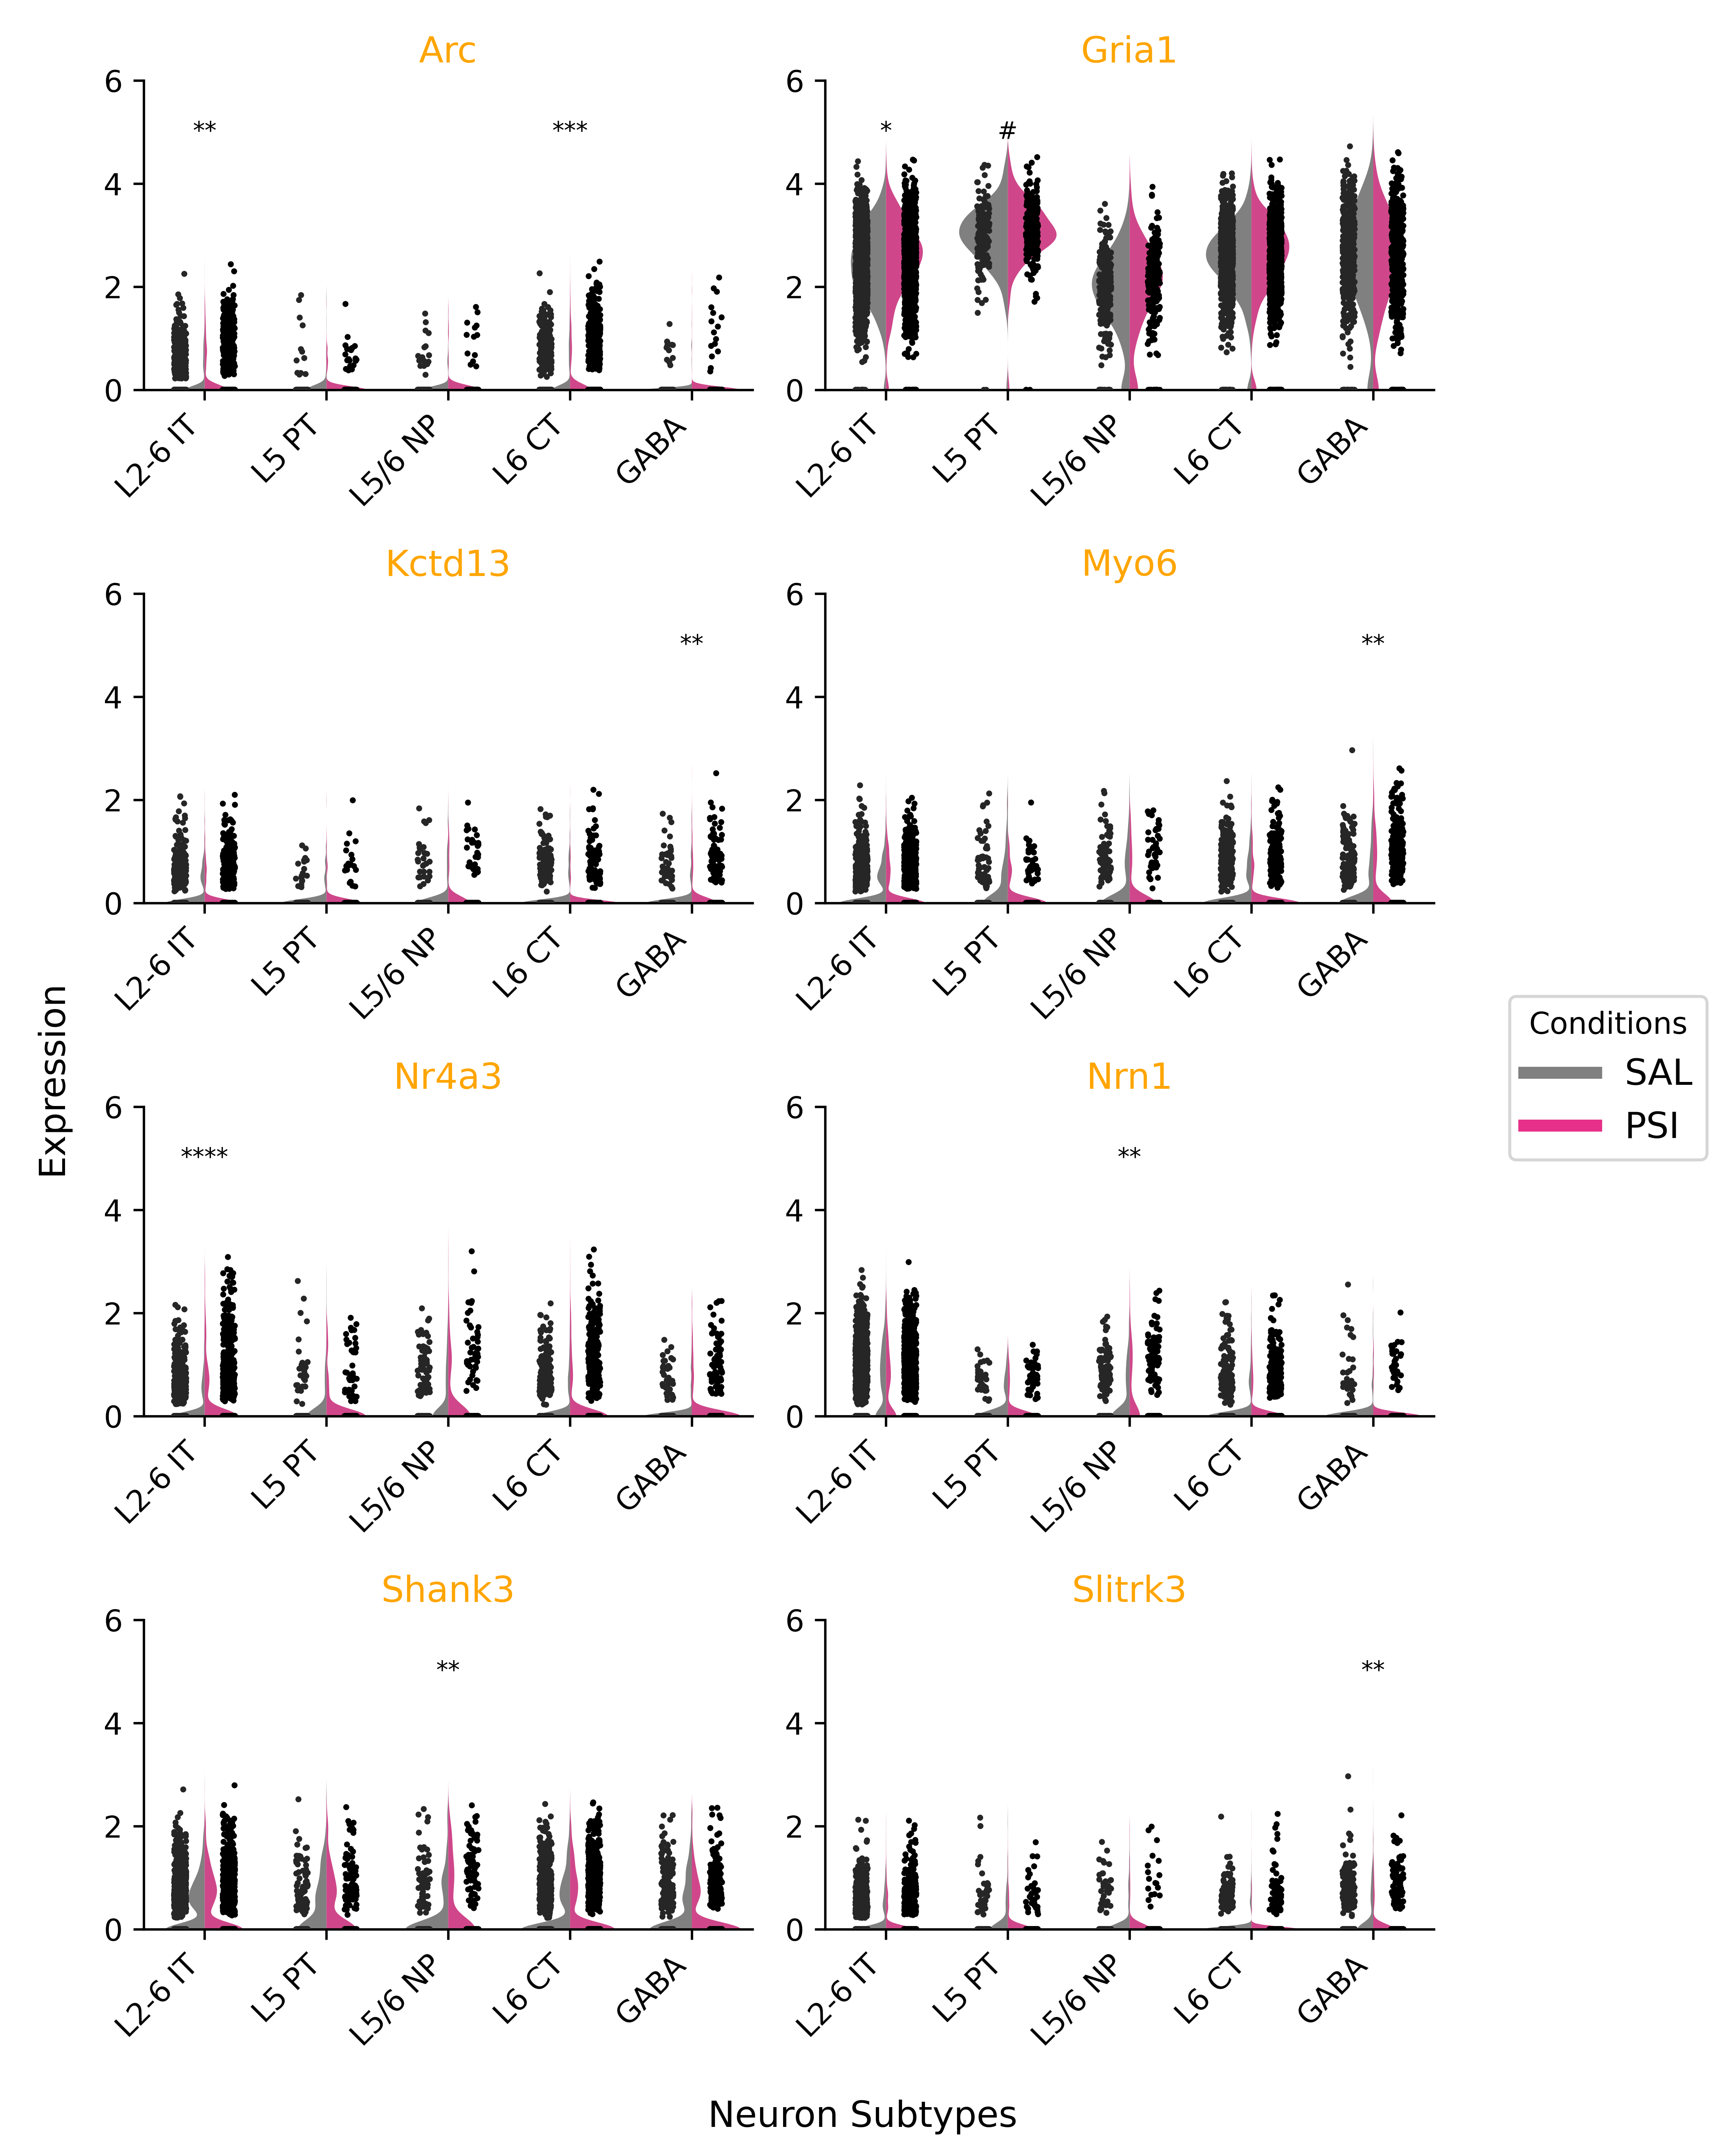 Arc
6
4
2
0
**
***
L2-6 IT
L5 PT
L5/6 NP
L6 CT
GABA
Gria1
6
4
2
0
*
#
L2-6 IT
L5 PT
L5/6 NP
L6 CT
GABA
Kctd13
6
4
2
0
**
L2-6 IT
L5 PT
L5/6 NP
L6 CT
GABA
Myo6
6
4
2
0
**
L2-6 IT
L5 PT
L5/6 NP
L6 CT
GABA
Expression
Nr4a3
6
4
2
0
****
L2-6 IT
L5 PT
L5/6 NP
L6 CT
GABA
Nrn1
6
4
2
0
**
L2-6 IT
L5 PT
L5/6 NP
L6 CT
GABA
Conditions
SAL
PSI
Shank3
6
4
2
0
**
L2-6 IT
L5 PT
L5/6 NP
L6 CT
GABA
Slitrk3
6
4
2
0
**
L2-6 IT
L5 PT
L5/6 NP
L6 CT
GABA
Neuron Subtypes